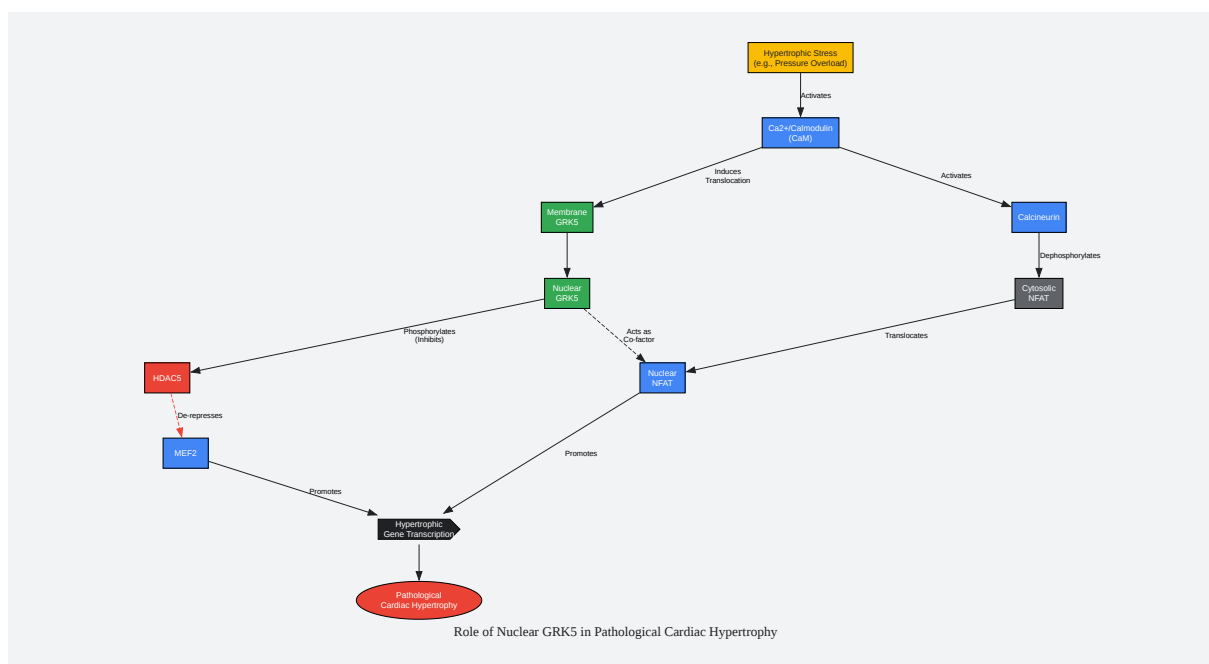 Hypertrophic Stress
(e.g., Pressure Overload)
Activates
Ca2+/Calmodulin
(CaM)
Induces
Translocation
Activates
Membrane
GRK5
Calcineurin
Dephosphorylates
Nuclear
GRK5
Cytosolic
NFAT
Phosphorylates
(Inhibits)
Acts as
Co-factor
Translocates
HDAC5
Nuclear
NFAT
De-represses
MEF2
Promotes
Promotes
Hypertrophic
Gene Transcription
Pathological
Cardiac Hypertrophy
Role of Nuclear GRK5 in Pathological Cardiac Hypertrophy